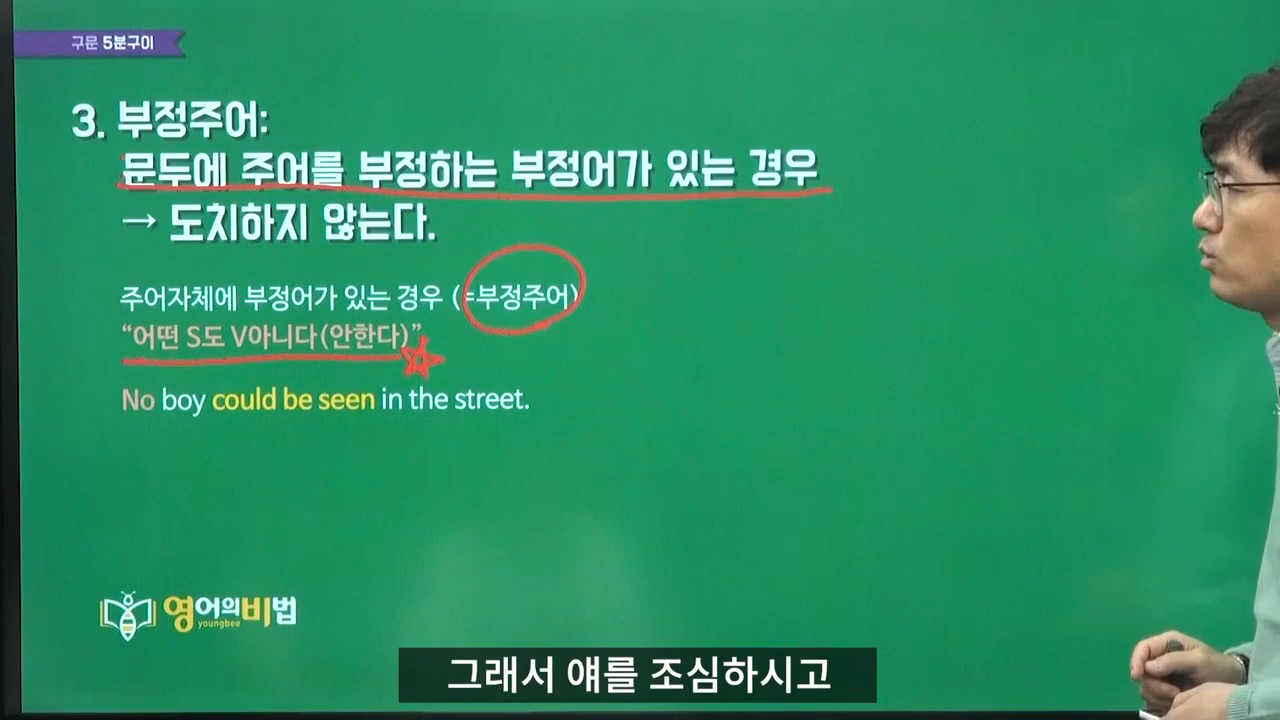 구문 5분구이
3. 부정주어:
문두에 주어를 부정하는 부정어가 있는 경우
→ 도치하지 않는다.
주어자체에 부정어가 있는 경우 (=부정주어)
“어떤 S도 V아니다(안한다)”
No boy could be seen in the street.
영어의비법
youngbee
그래서 얘를 조심하시고